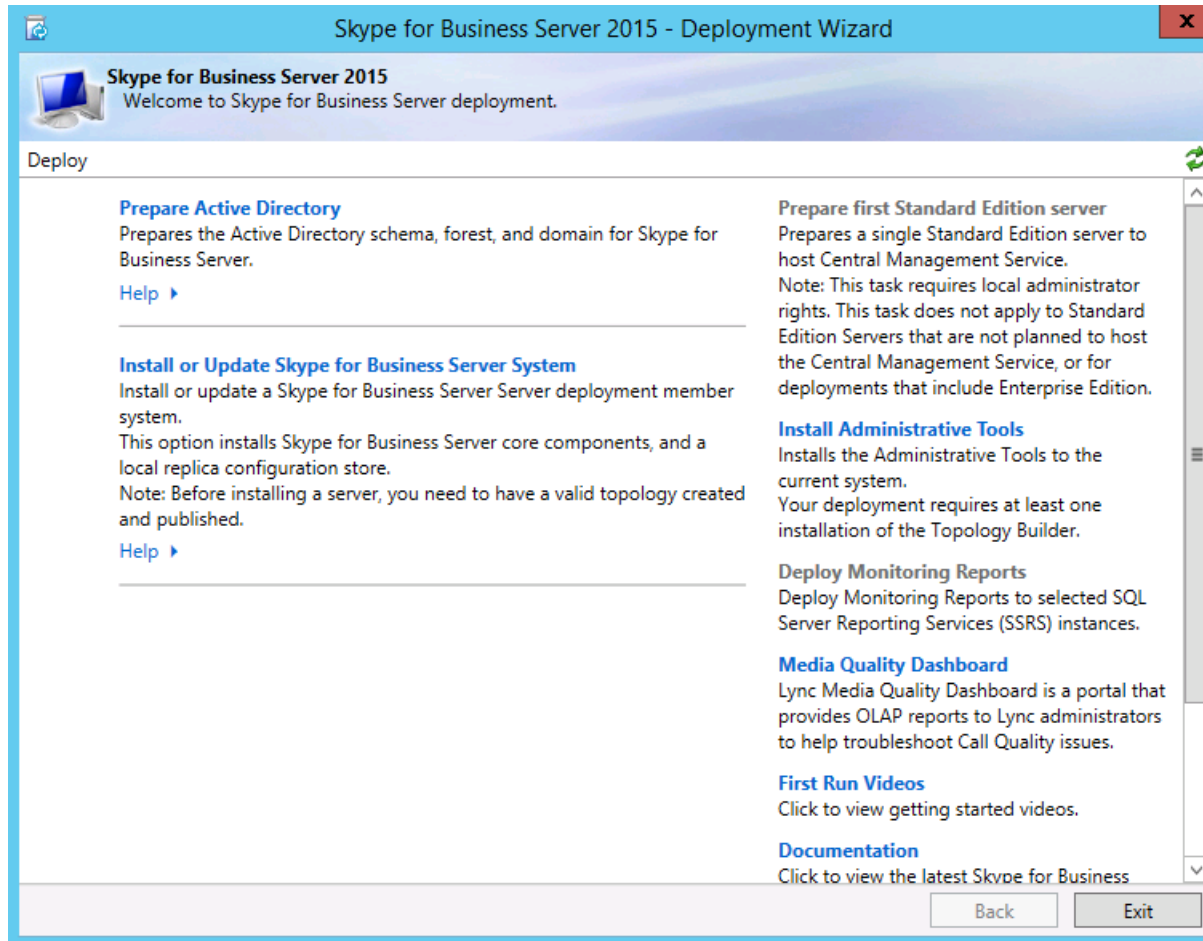 Skype for Business Server 2015 - Deployment Wizard
x
Skype for Business Server 2015
Welcome to Skype for Business Server deployment.
Deploy
Prepare Active Directory
Prepares the Active Directory schema, forest, and domain for Skype for
Business Server.
Help
Install or Update Skype for Business Server System
Install or update a Skype for Business Server Server deployment member
system.
This option installs Skype for Business Server core components, and a
local replica configuration store.
Note: Before installing a server, you need to have a valid topology created
and published.
Help
Prepare first Standard Edition server
Prepares a single Standard Edition server to
host Central Management Service.
Note: This task requires local administrator
rights. This task does not apply to Standard
Edition Servers that are not planned to host
the Central Management Service, or for
deployments that include Enterprise Edition.
Install Administrative Tools
Installs the Administrative Tools to the
current system.
Your deployment requires at least one
installation of the Topology Builder.
Deploy Monitoring Reports
Deploy Monitoring Reports to selected SQL
Server Reporting Services (SSRS) instances.
Media Quality Dashboard
Lync Media Quality Dashboard is a portal that
provides OLAP reports to Lync administrators
to help troubleshoot Call Quality issues.
First Run Videos
Click to view getting started videos.
Documentation
Click to view the latest Skype for Business
Back
Exit